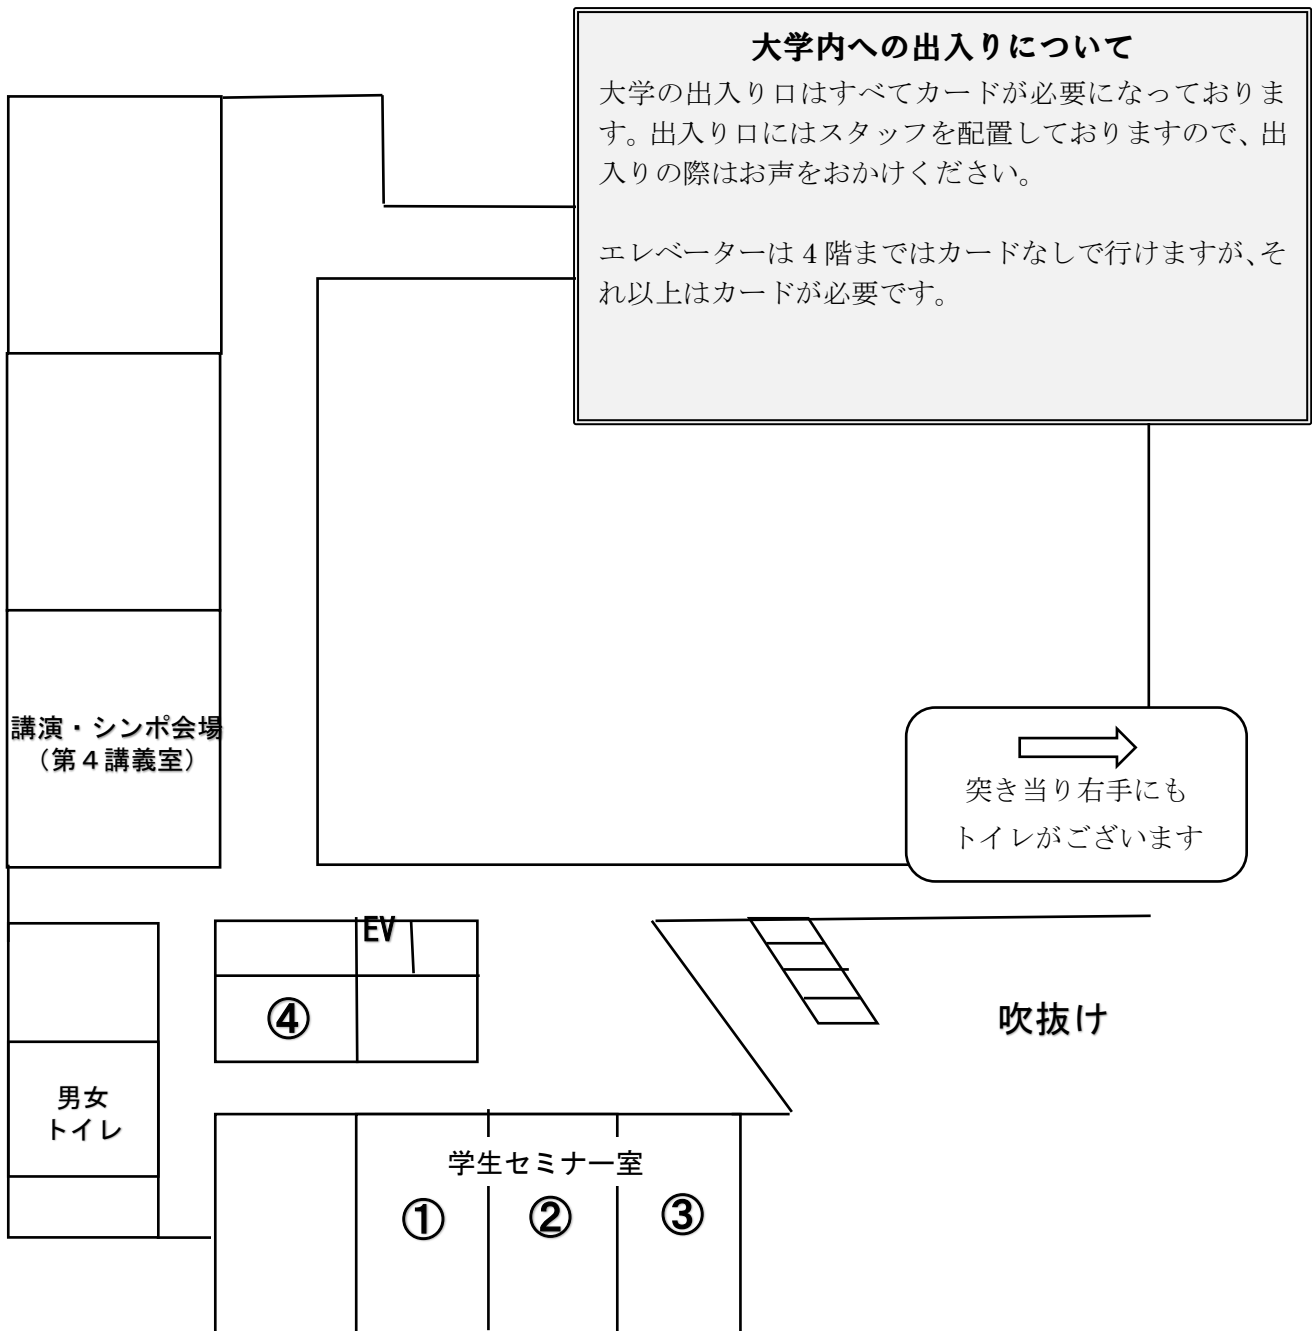 大学内への出入りについて
大学の出入り口はすべてカードが必要になっておりま
す。出入り口にはスタッフを配置しておりますので、出
入りの際はお声をおかけください。
エレベーターは 4 階まではカードなしで行けますが、そ
れ以上はカードが必要です。
講演・シンポ会場
（第４講義室）
突き当り右手にも
トイレがございます
EV
④
吹抜け
男女
トイレ
学生セミナー室
①
②
③